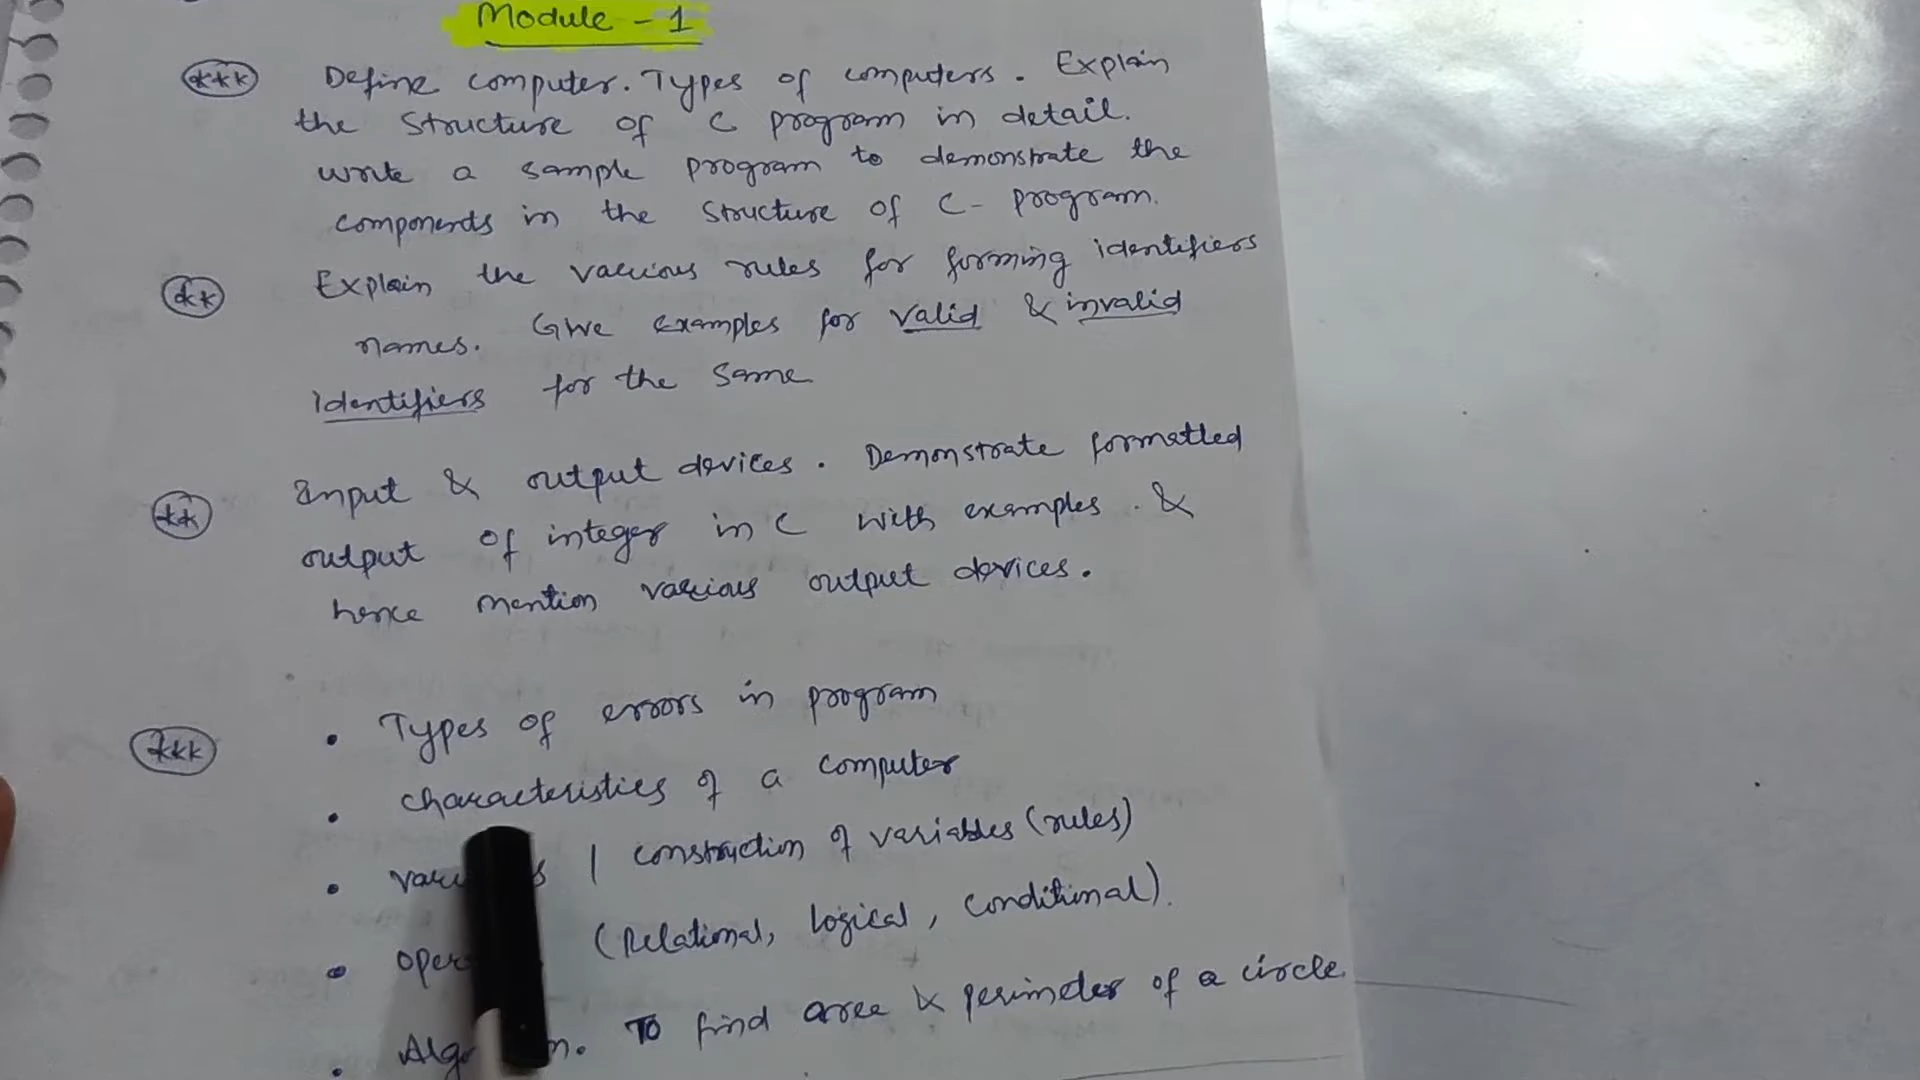 Module - 1
*** Define computer. Types of computers. Explain
the structure of C program in detail.
write a sample program to demonstrate the
components in the structure of C- program.
** Explain the various rules for forming identifiers
names. Give examples for valid & invalid
identifiers for the same
** Input & output devices. Demonstrate formatted
output of integer in C with examples. &
hence mention various output devices.
*** • Types of errors in program
• characteristics of a computer
• / construction of variables (rules)
• (Relational, logical, conditional).
• To find area & perimeter of a circle.